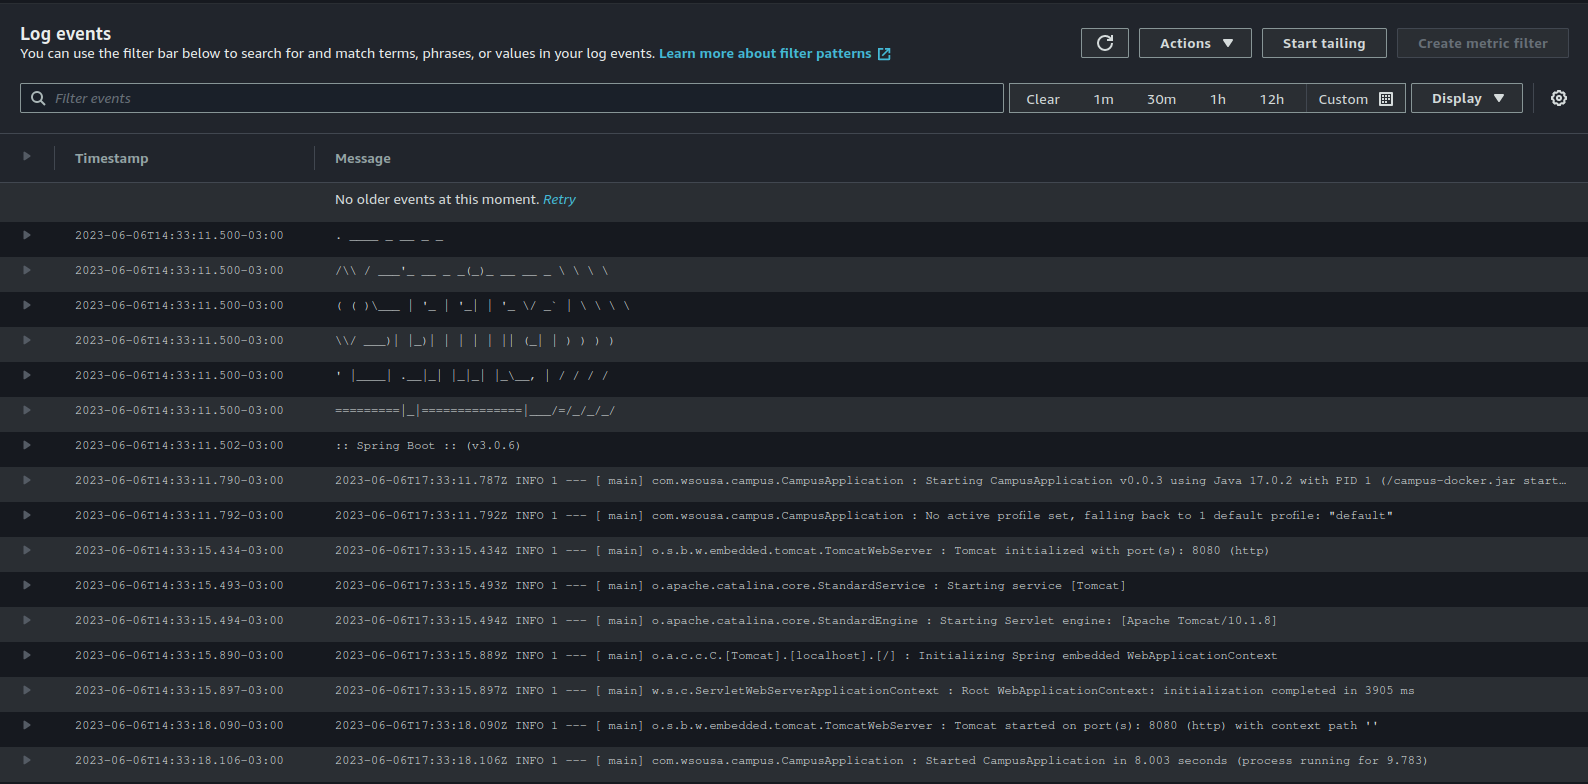 Log events
You can use the filter bar below to search for and match terms, phrases, or values in your log events. Learn more about filter patterns
Actions
Start tailing
Create metric filter
Filter events
Clear 1m 30m 1h 12h Custom
Display
Timestamp Message
No older events at this moment. Retry
2023-06-06T14:33:11.500-03:00 . ____ _ __ _ _
2023-06-06T14:33:11.500-03:00 /\\ / ___'_ __ _ _(_)_ __ __ _ \ \ \ \
2023-06-06T14:33:11.500-03:00 ( ( )\___ | '_ | '_| | '_ \/ _` | \ \ \ \
2023-06-06T14:33:11.500-03:00 \\/ ___)| |_)| | | | | || (_| | ) ) ) )
2023-06-06T14:33:11.500-03:00 ' |____| .__|_| |_|_| |_\__, | / / / /
2023-06-06T14:33:11.500-03:00 =========|_|==============|___/=/_/_/_/
2023-06-06T14:33:11.502-03:00 :: Spring Boot :: (v3.0.6)
2023-06-06T14:33:11.790-03:00 2023-06-06T17:33:11.787Z INFO 1 --- [ main] com.wsousa.campus.CampusApplication : Starting CampusApplication v0.0.3 using Java 17.0.2 with PID 1 (/campus-docker.jar start…
2023-06-06T14:33:11.792-03:00 2023-06-06T17:33:11.792Z INFO 1 --- [ main] com.wsousa.campus.CampusApplication : No active profile set, falling back to 1 default profile: "default"
2023-06-06T14:33:15.434-03:00 2023-06-06T17:33:15.434Z INFO 1 --- [ main] o.s.b.w.embedded.tomcat.TomcatWebServer : Tomcat initialized with port(s): 8080 (http)
2023-06-06T14:33:15.493-03:00 2023-06-06T17:33:15.493Z INFO 1 --- [ main] o.apache.catalina.core.StandardService : Starting service [Tomcat]
2023-06-06T14:33:15.494-03:00 2023-06-06T17:33:15.494Z INFO 1 --- [ main] o.apache.catalina.core.StandardEngine : Starting Servlet engine: [Apache Tomcat/10.1.8]
2023-06-06T14:33:15.890-03:00 2023-06-06T17:33:15.889Z INFO 1 --- [ main] o.a.c.c.C.[Tomcat].[localhost].[/] : Initializing Spring embedded WebApplicationContext
2023-06-06T14:33:15.897-03:00 2023-06-06T17:33:15.897Z INFO 1 --- [ main] w.s.c.ServletWebServerApplicationContext : Root WebApplicationContext: initialization completed in 3905 ms
2023-06-06T14:33:18.090-03:00 2023-06-06T17:33:18.090Z INFO 1 --- [ main] o.s.b.w.embedded.tomcat.TomcatWebServer : Tomcat started on port(s): 8080 (http) with context path ''
2023-06-06T14:33:18.106-03:00 2023-06-06T17:33:18.106Z INFO 1 --- [ main] com.wsousa.campus.CampusApplication : Started CampusApplication in 8.003 seconds (process running for 9.783)